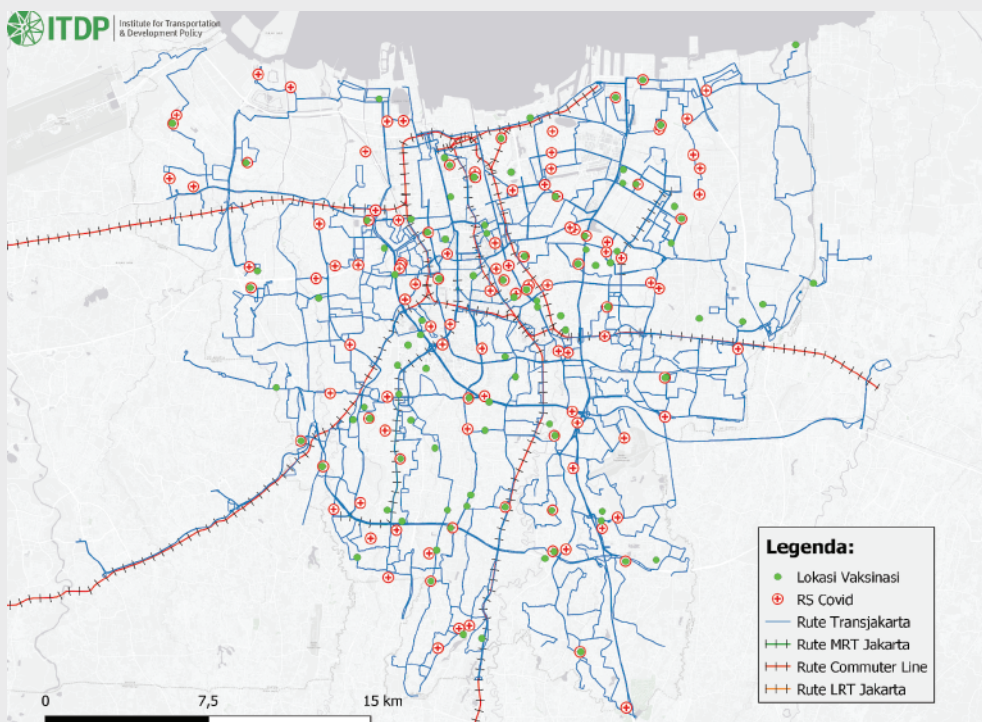 ITDP
Institute for Transportation
& Development Policy
Legenda:
Lokasi Vaksinasi
RS Covid
Rute Transjakarta
Rute MRT Jakarta
Rute Commuter Line
Rute LRT Jakarta
0 7,5 15 km